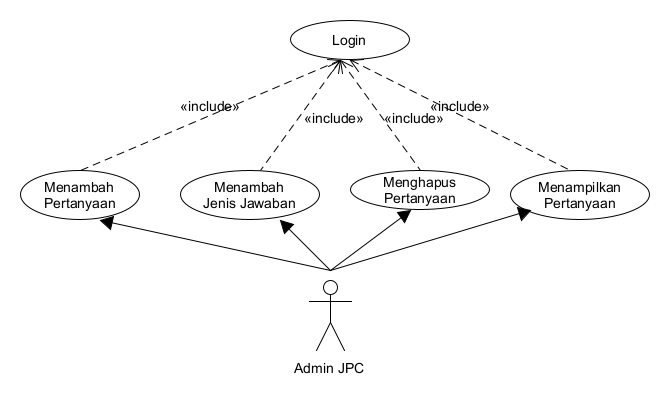 Login
«include»
«include»
«include»
«include»
Menambah
Pertanyaan
Menambah
Jenis Jawaban
Menghapus
Pertanyaan
Menampilkan
Pertanyaan
Admin JPC